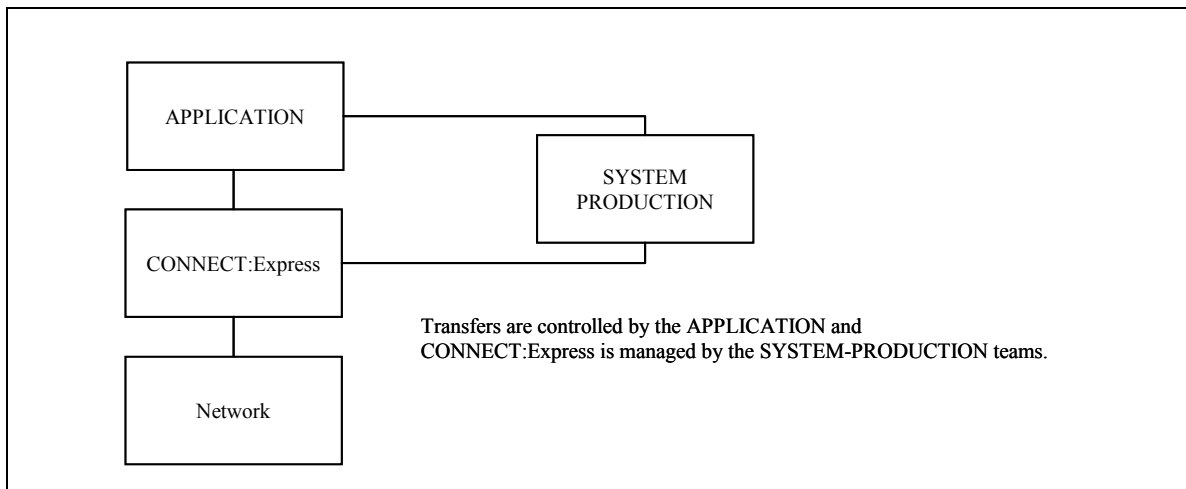 APPLICATION
SYSTEM
PRODUCTION
CONNECT:Express
Transfers are controlled by the APPLICATION and
CONNECT:Express is managed by the SYSTEM-PRODUCTION teams.
Network